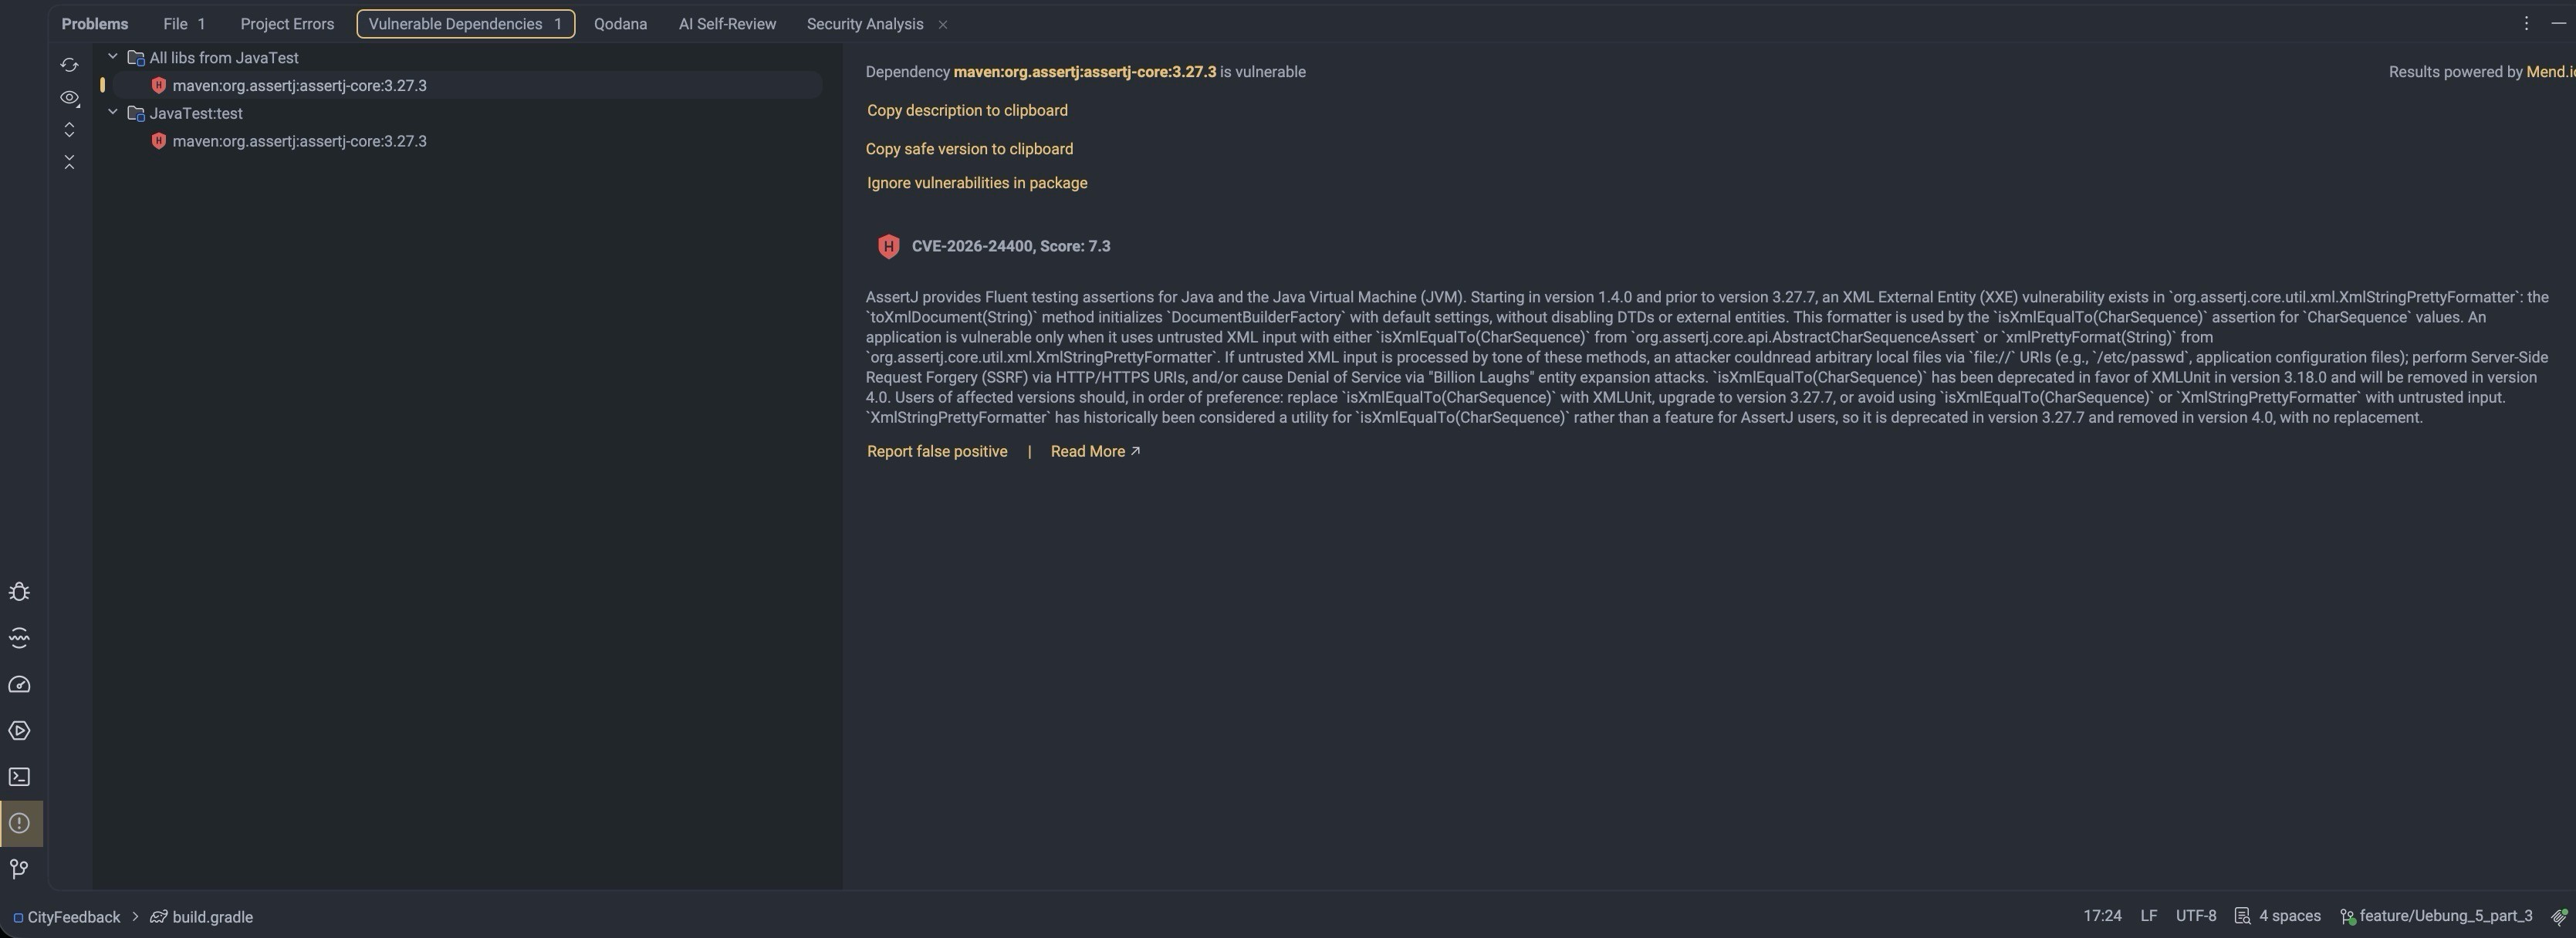 Problems File 1 Project Errors Vulnerable Dependencies 1 Qodana AI Self-Review Security Analysis
All libs from JavaTest
maven:org.assertj:assertj-core:3.27.3
JavaTest:test
maven:org.assertj:assertj-core:3.27.3
Dependency maven:org.assertj:assertj-core:3.27.3 is vulnerable
Results powered by Mend.i
Copy description to clipboard
Copy safe version to clipboard
Ignore vulnerabilities in package
H CVE-2026-24400, Score: 7.3
AssertJ provides Fluent testing assertions for Java and the Java Virtual Machine (JVM). Starting in version 1.4.0 and prior to version 3.27.7, an XML External Entity (XXE) vulnerability exists in `org.assertj.core.util.xml.XmlStringPrettyFormatter`: the
`toXmlDocument(String)` method initializes `DocumentBuilderFactory` with default settings, without disabling DTDs or external entities. This formatter is used by the `isXmlEqualTo(CharSequence)` assertion for `CharSequence` values. An
application is vulnerable only when it uses untrusted XML input with either `isXmlEqualTo(CharSequence)` from `org.assertj.core.api.AbstractCharSequenceAssert` or `xmlPrettyFormat(String)` from
`org.assertj.core.util.xml.XmlStringPrettyFormatter`. If untrusted XML input is processed by tone of these methods, an attacker couldnread arbitrary local files via `file://` URIs (e.g., `/etc/passwd`, application configuration files); perform Server-Side
Request Forgery (SSRF) via HTTP/HTTPS URIs, and/or cause Denial of Service via "Billion Laughs" entity expansion attacks. `isXmlEqualTo(CharSequence)` has been deprecated in favor of XMLUnit in version 3.18.0 and will be removed in version
4.0. Users of affected versions should, in order of preference: replace `isXmlEqualTo(CharSequence)` with XMLUnit, upgrade to version 3.27.7, or avoid using `isXmlEqualTo(CharSequence)` or `XmlStringPrettyFormatter` with untrusted input.
`XmlStringPrettyFormatter` has historically been considered a utility for `isXmlEqualTo(CharSequence)` rather than a feature for AssertJ users, so it is deprecated in version 3.27.7 and removed in version 4.0, with no replacement.
Report false positive | Read More ↗
CityFeedback > build.gradle
17:24 LF UTF-8 4 spaces feature/Uebung_5_part_3